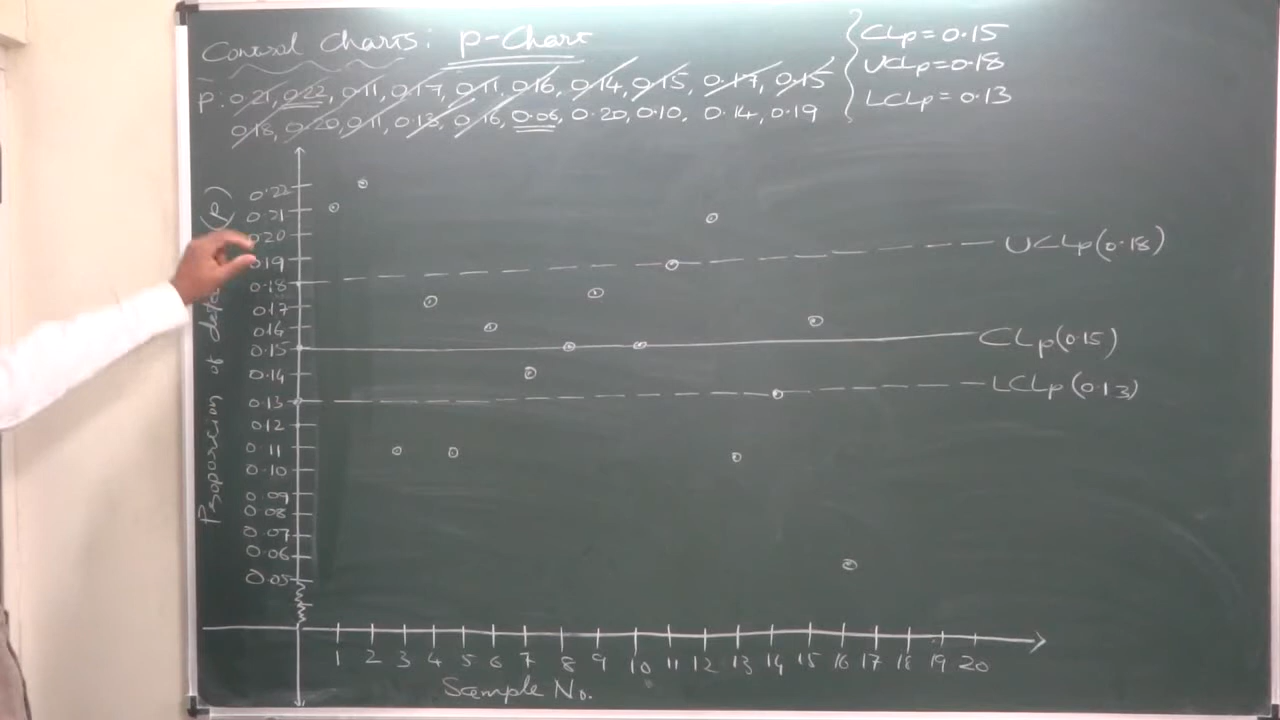 Control Charts: p-Chart
p: 0.21, 0.22, 0.11, 0.17, 0.11, 0.16, 0.14, 0.15, 0.17, 0.15
0.18, 0.20, 0.11, 0.13, 0.16, 0.06, 0.20, 0.10, 0.14, 0.19
CLp = 0.15
UCLp = 0.18
LCLp = 0.13
Proporcion of (p)
0.22
0.21
0.20
0.19
0.18
0.17
0.16
0.15
0.14
0.13
0.12
0.11
0.10
0.09
0.08
0.07
0.06
0.05
UCLp(0.18)
CLp(0.15)
LCLp(0.13)
1 2 3 4 5 6 7 8 9 10 11 12 13 14 15 16 17 18 19 20
Sample No.